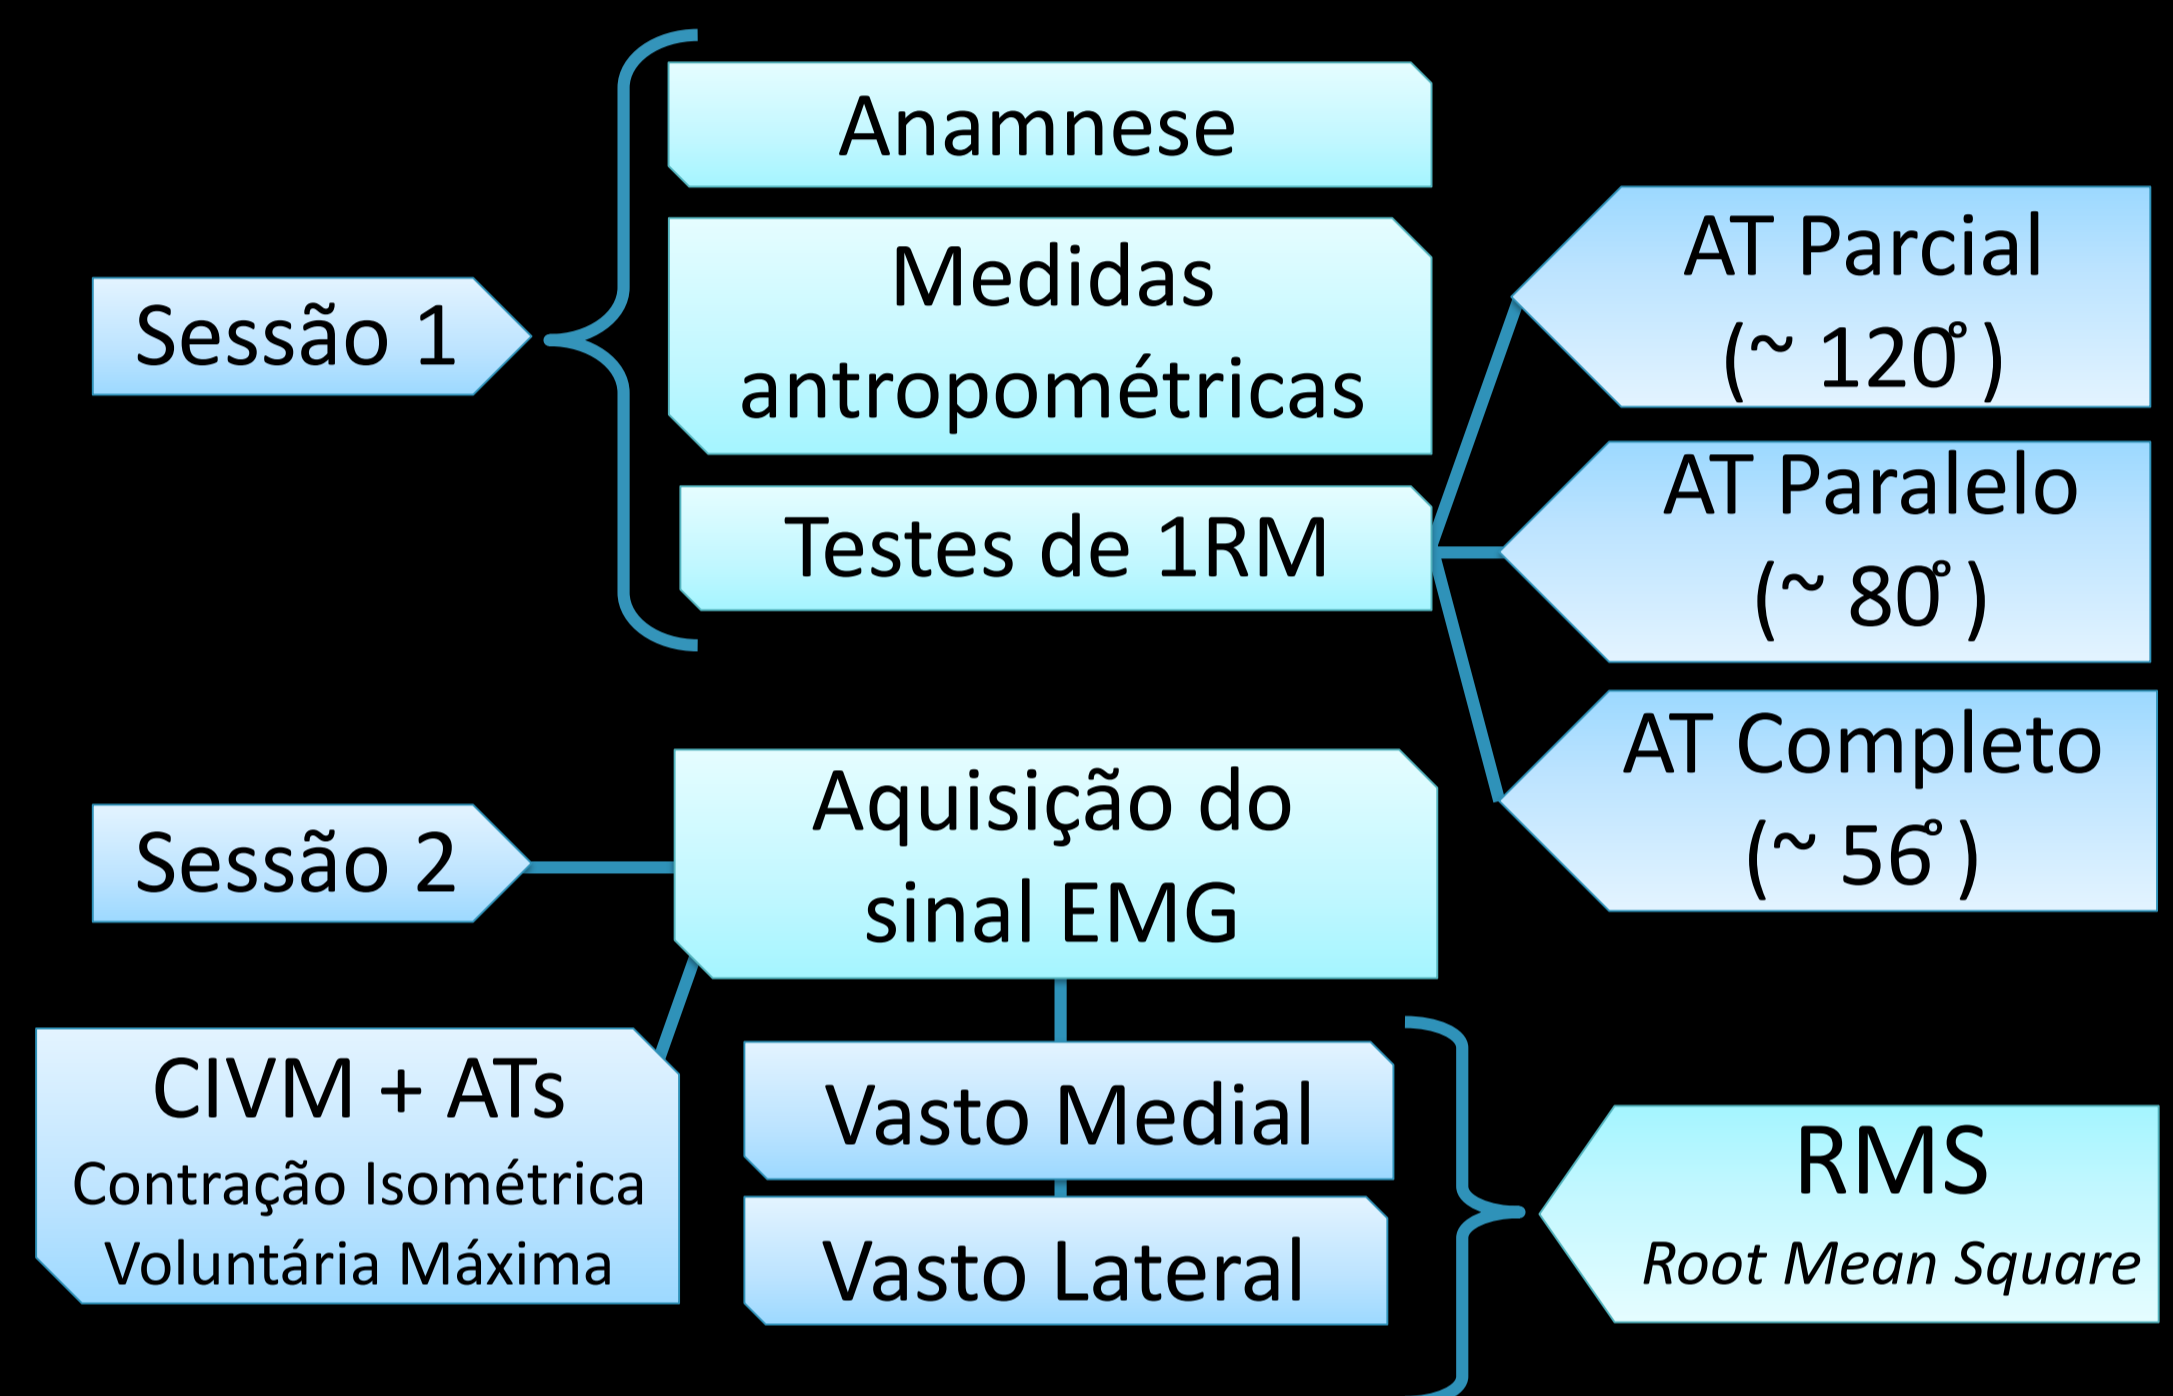 Sessão 1
Anamnese
Medidas
antropométricas
Testes de 1RM
AT Parcial
(~ 120°)
AT Paralelo
(~ 80°)
AT Completo
(~ 56°)
Sessão 2
Aquisição do
sinal EMG
CIVM + ATs
Contração Isométrica
Voluntária Máxima
Vasto Medial
Vasto Lateral
RMS
Root Mean Square